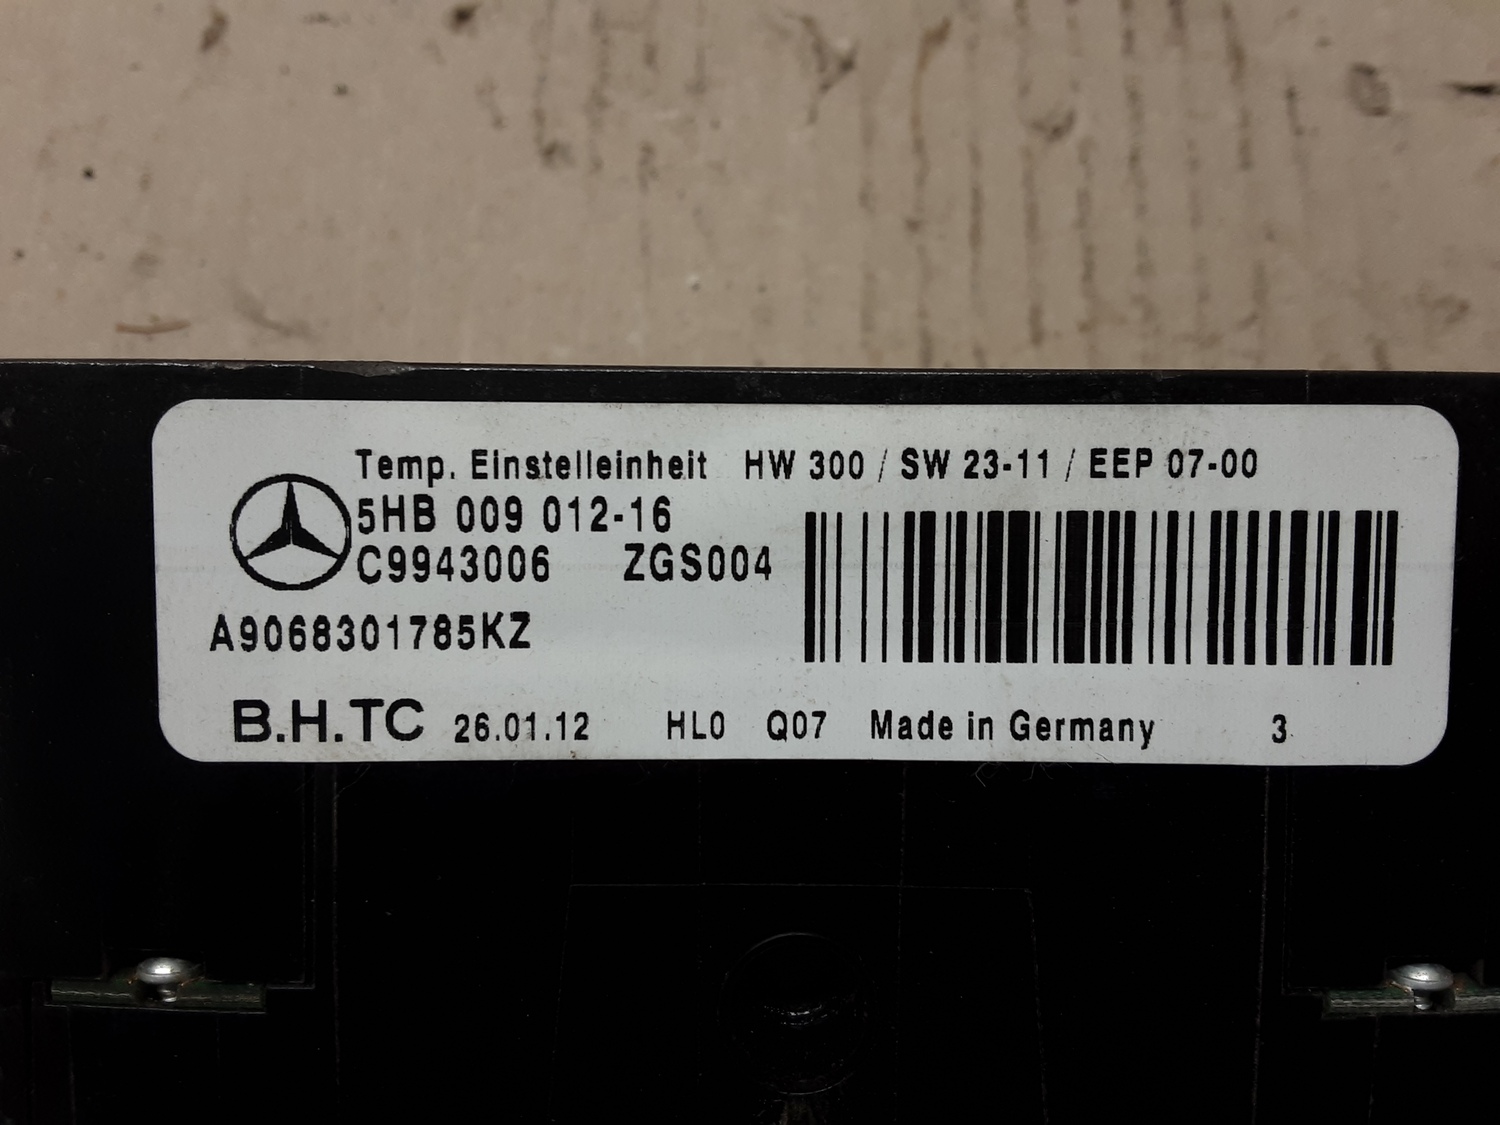 Temp. Einstelleinheit HW 300 / SW 23-11 / EEP 07-00
5HB 009 012-16
C9943006 ZGS004
A9068301785KZ
B.H.TC 26.01.12 HL0 Q07 Made in Germany 3